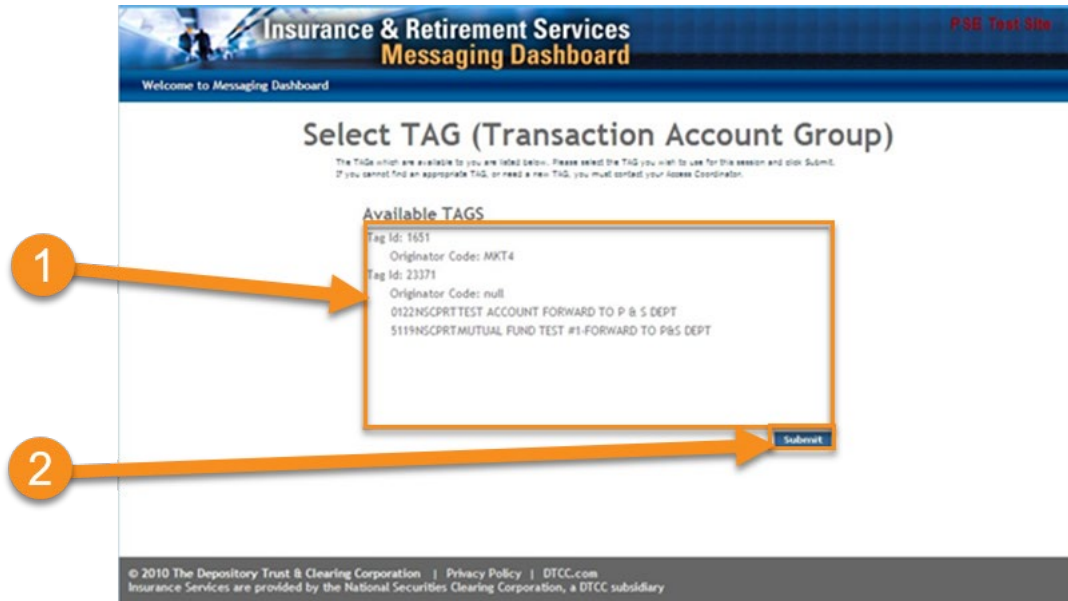 Insurance & Retirement Services
Messaging Dashboard
PSE Test Site
Welcome to Messaging Dashboard
Select TAG (Transaction Account Group)
The TAGs which are available to you are listed below. Please select the TAG you wish to use for this session and click Submit.
If you cannot find an appropriate TAG, or need a new TAG, you must contact your Access Coordinator.
Available TAGS
1
Tag Id: 1651
Originator Code: MKT4
Tag Id: 23371
Originator Code: null
0122NSCPRTTEST ACCOUNT FORWARD TO P & S DEPT
5119NSCPRTMUTUAL FUND TEST #1-FORWARD TO P&S DEPT
Submit
2
© 2010 The Depository Trust & Clearing Corporation | Privacy Policy | DTCC.com
Insurance Services are provided by the National Securities Clearing Corporation, a DTCC subsidiary